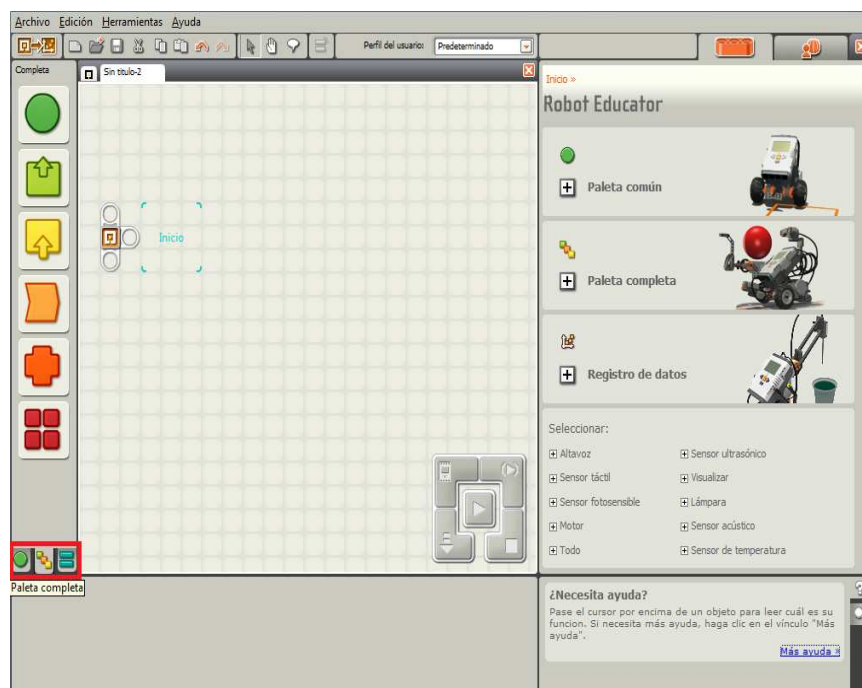 Archivo Edición Herramientas Ayuda
Perfil del usuario: Predeterminado
Completa
Sin titulo-2
Inicio
Paleta completa
Inicio »
Robot Educator
Paleta común
Paleta completa
Registro de datos
Seleccionar:
Altavoz
Sensor ultrasónico
Sensor táctil
Visualizar
Sensor fotosensible
Lámpara
Motor
Sensor acústico
Todo
Sensor de temperatura
¿Necesita ayuda?
Pase el cursor por encima de un objeto para leer cuál es su
funcion. Si necesita más ayuda, haga clic en el vínculo "Más
ayuda".
Más ayuda »